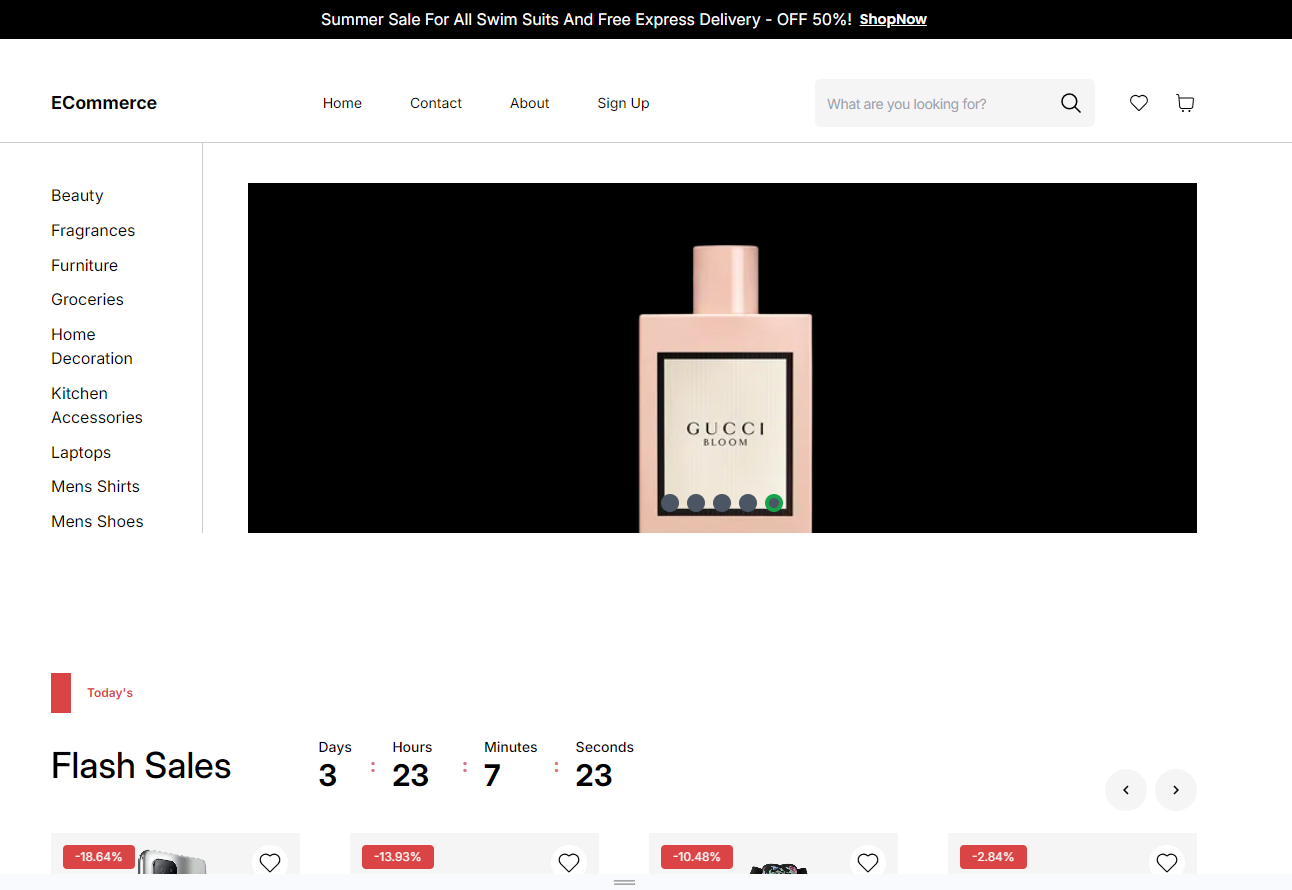 Summer Sale For All Swim Suits And Free Express Delivery - OFF 50%! ShopNow
ECommerce
Home
Contact
About
Sign Up
What are you looking for?
Beauty
Fragrances
Furniture
Groceries
Home
Decoration
Kitchen
Accessories
Laptops
Mens Shirts
Mens Shoes
GUCCI
BLOOM
Today's
Flash Sales
Days
3
:
Hours
23
:
Minutes
7
:
Seconds
23
-18.64%
-13.93%
-10.48%
-2.84%